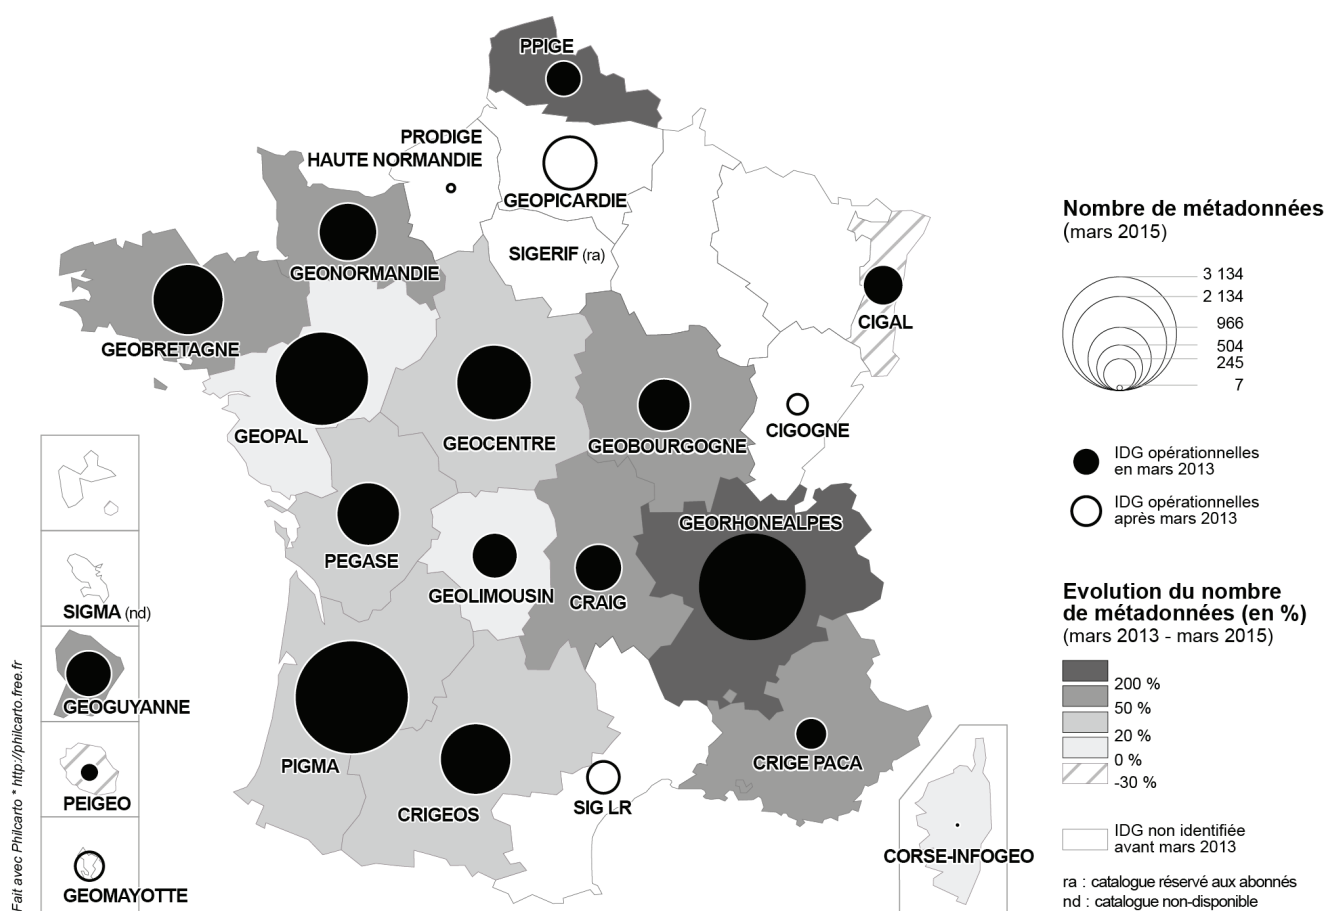 PPIGE
PRODIGE
HAUTE NORMANDIE
GEOPICARDIE
SIGERIF (ra)
GEONORMANDIE
GEOBRETAGNE
CIGAL
GEOPAL
GEOCENTRE
GEOBOURGOGNE
CIGOGNE
PEGASE
GEOLIMOUSIN
CRAIG
GEORHONEALPES
PIGMA
CRIGEOS
SIG LR
CRIGE PACA
CORSE-INFOGEO
SIGMA (nd)
GEOGUYANNE
PEIGEO
GEOMAYOTTE
Fait avec Philcarto * http://philcarto.free.fr
Nombre de métadonnées
(mars 2015)
3 134
2 134
966
504
245
7
IDG opérationnelles
en mars 2013
IDG opérationnelles
après mars 2013
Evolution du nombre
de métadonnées (en %)
(mars 2013 - mars 2015)
200 %
50 %
20 %
0 %
-30 %
IDG non identifiée
avant mars 2013
ra : catalogue réservé aux abonnés
nd : catalogue non-disponible